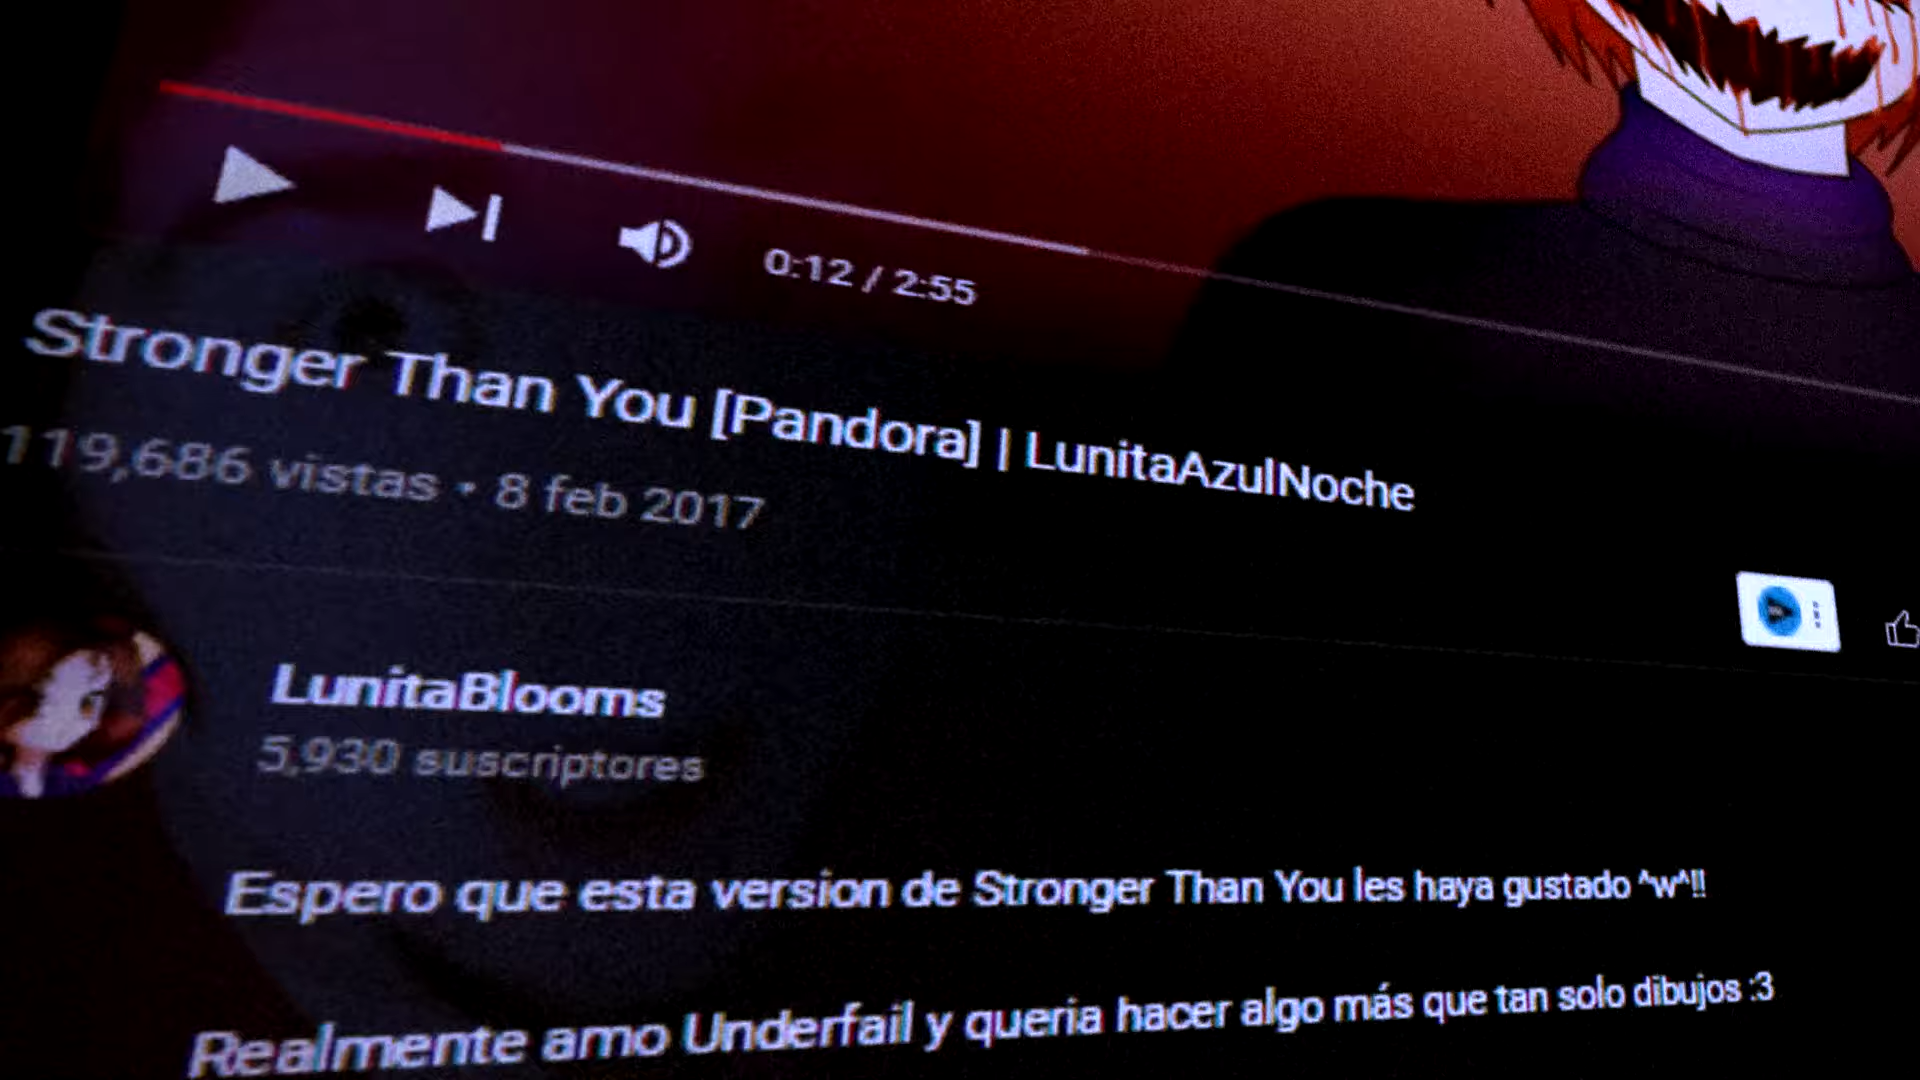 0:12 / 2:55
Stronger Than You [Pandora] | LunitaAzulNoche
119,686 vistas • 8 feb 2017
LunitaBlooms
5,930 suscriptores
Espero que esta version de Stronger Than You les haya gustado ^w^!!
Realmente amo Underfail y queria hacer algo más que tan solo dibujos :3